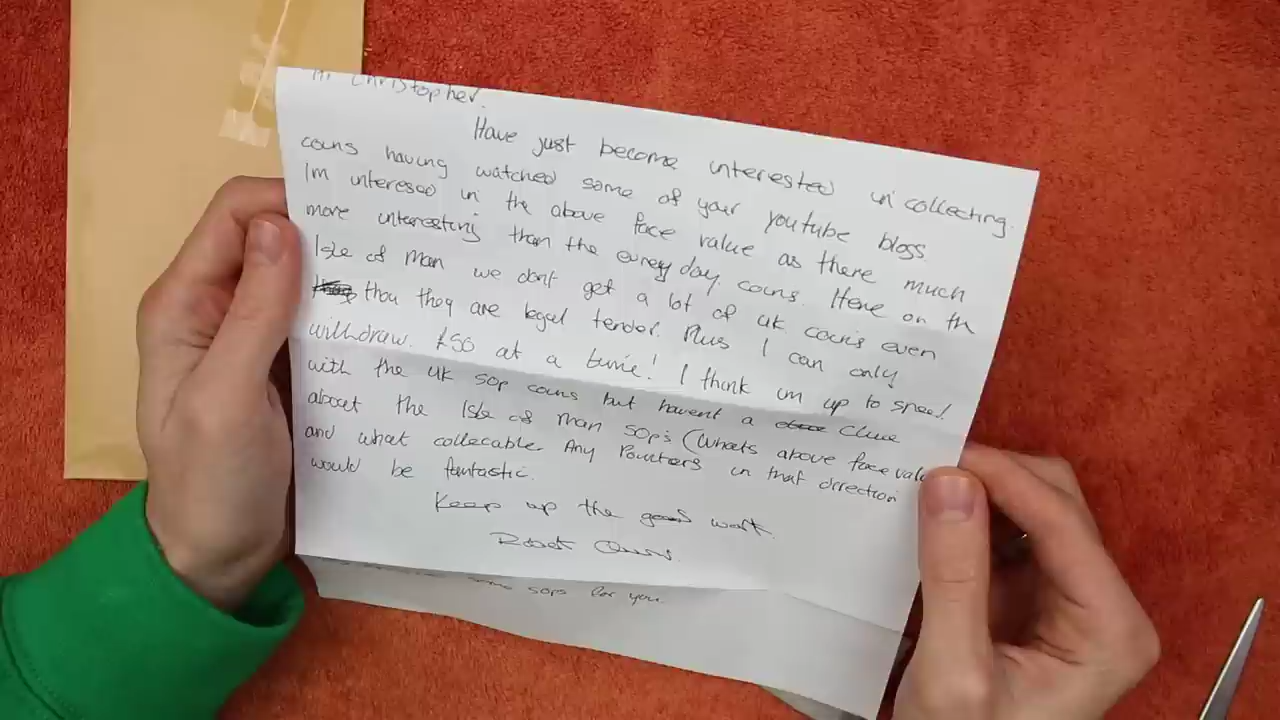 Hi Christopher.
Have just become interested in collecting
coins having watched some of your youtube blogs
Im interesed in the above face value as there much
more interesting than the everey day coins. Here on th
Isle of man we dont get a lot of uk coins even
thou they are legal tender. Plus I can only
withdraw. £50 at a time! I think im up to speed
with the uk 50p coins but havent a clue
about the Isle of man 50p's (whats above face valu
and what collecable. Any Pointers in that direction
would be fantastic.
Keep up the good work.
some 50ps for you.